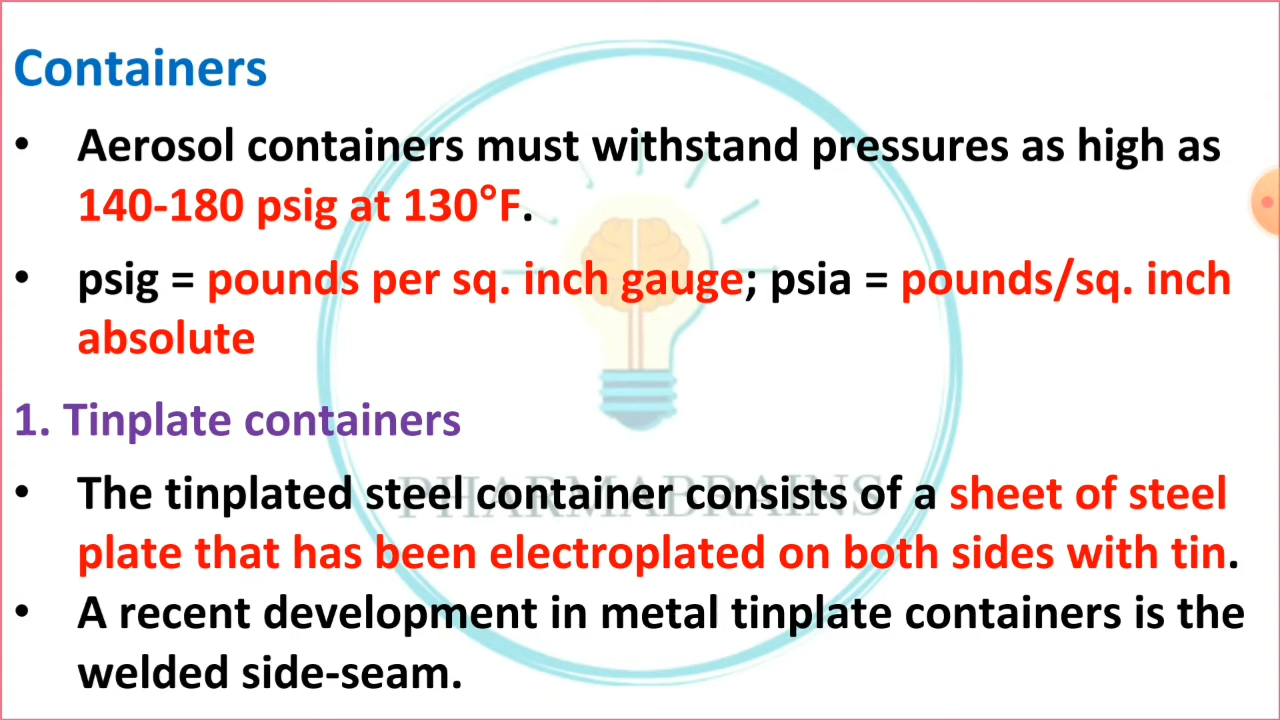 Containers
• Aerosol containers must withstand pressures as high as
140-180 psig at 130°F.
• psig = pounds per sq. inch gauge; psia = pounds/sq. inch
absolute
1. Tinplate containers
• The tinplated steel container consists of a sheet of steel
plate that has been electroplated on both sides with tin.
• A recent development in metal tinplate containers is the
welded side-seam.
PHARMABRAINS